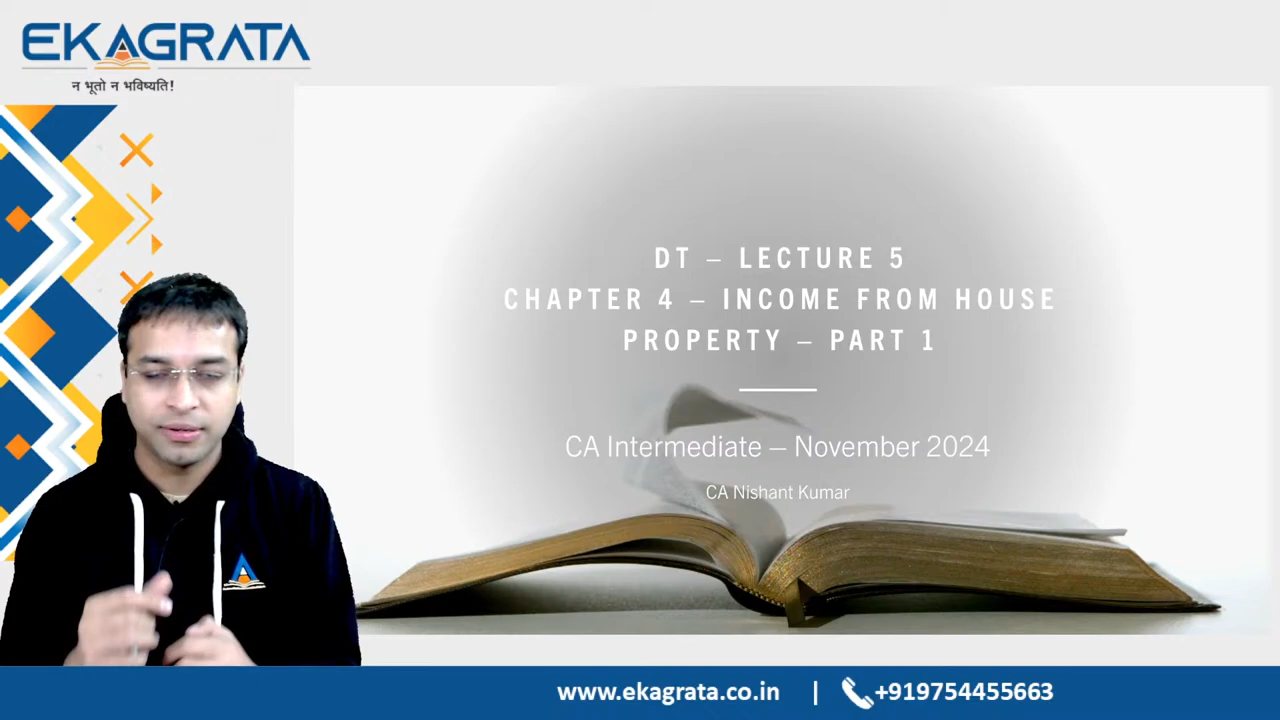 EKAGRATA
न भूतो न भविष्यति!
DT – LECTURE 5
CHAPTER 4 – INCOME FROM HOUSE
PROPERTY – PART 1
CA Intermediate – November 2024
CA Nishant Kumar
www.ekagrata.co.in | +919754455663